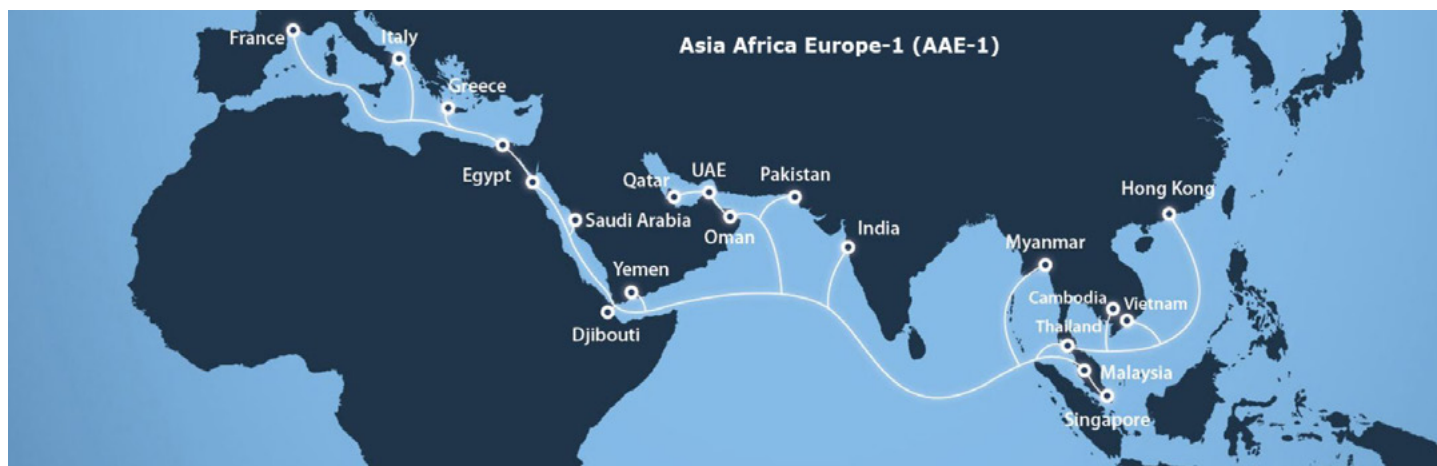 Asia Africa Europe-1 (AAE-1)
France
Italy
Greece
Egypt
Saudi Arabia
Yemen
Djibouti
Qatar
UAE
Oman
Pakistan
India
Myanmar
Hong Kong
Cambodia
Vietnam
Thailand
Malaysia
Singapore